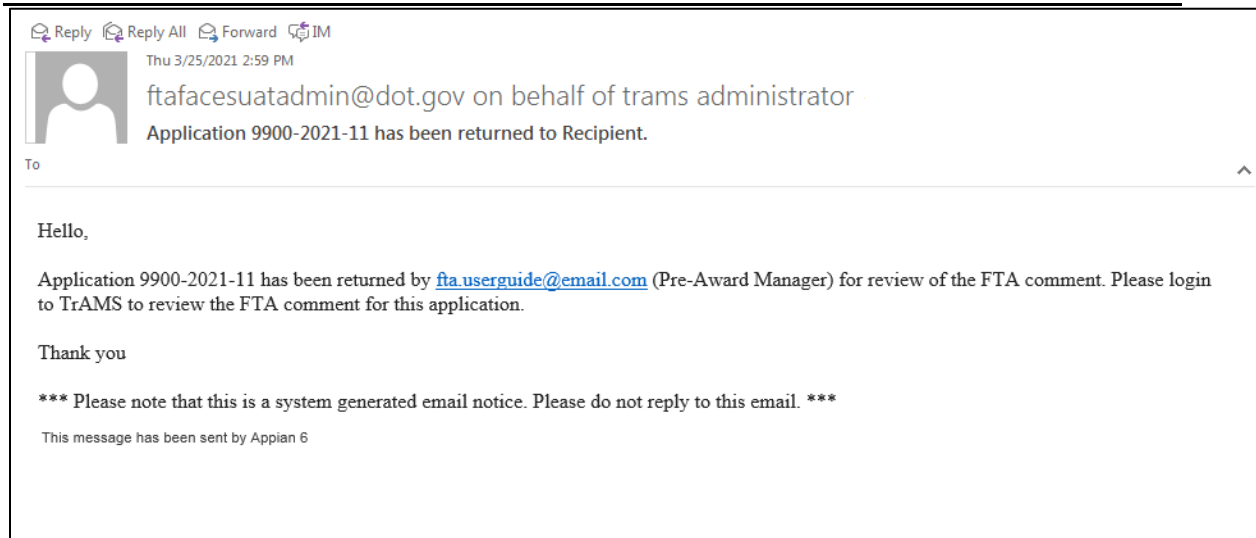 Reply Reply All Forward IM
Thu 3/25/2021 2:59 PM
ftafacesuatadmin@dot.gov on behalf of trams administrator
Application 9900-2021-11 has been returned to Recipient.
To
Hello,
Application 9900-2021-11 has been returned by fta.userguide@email.com (Pre-Award Manager) for review of the FTA comment. Please login
to TrAMS to review the FTA comment for this application.
Thank you
*** Please note that this is a system generated email notice. Please do not reply to this email. ***
This message has been sent by Appian 6